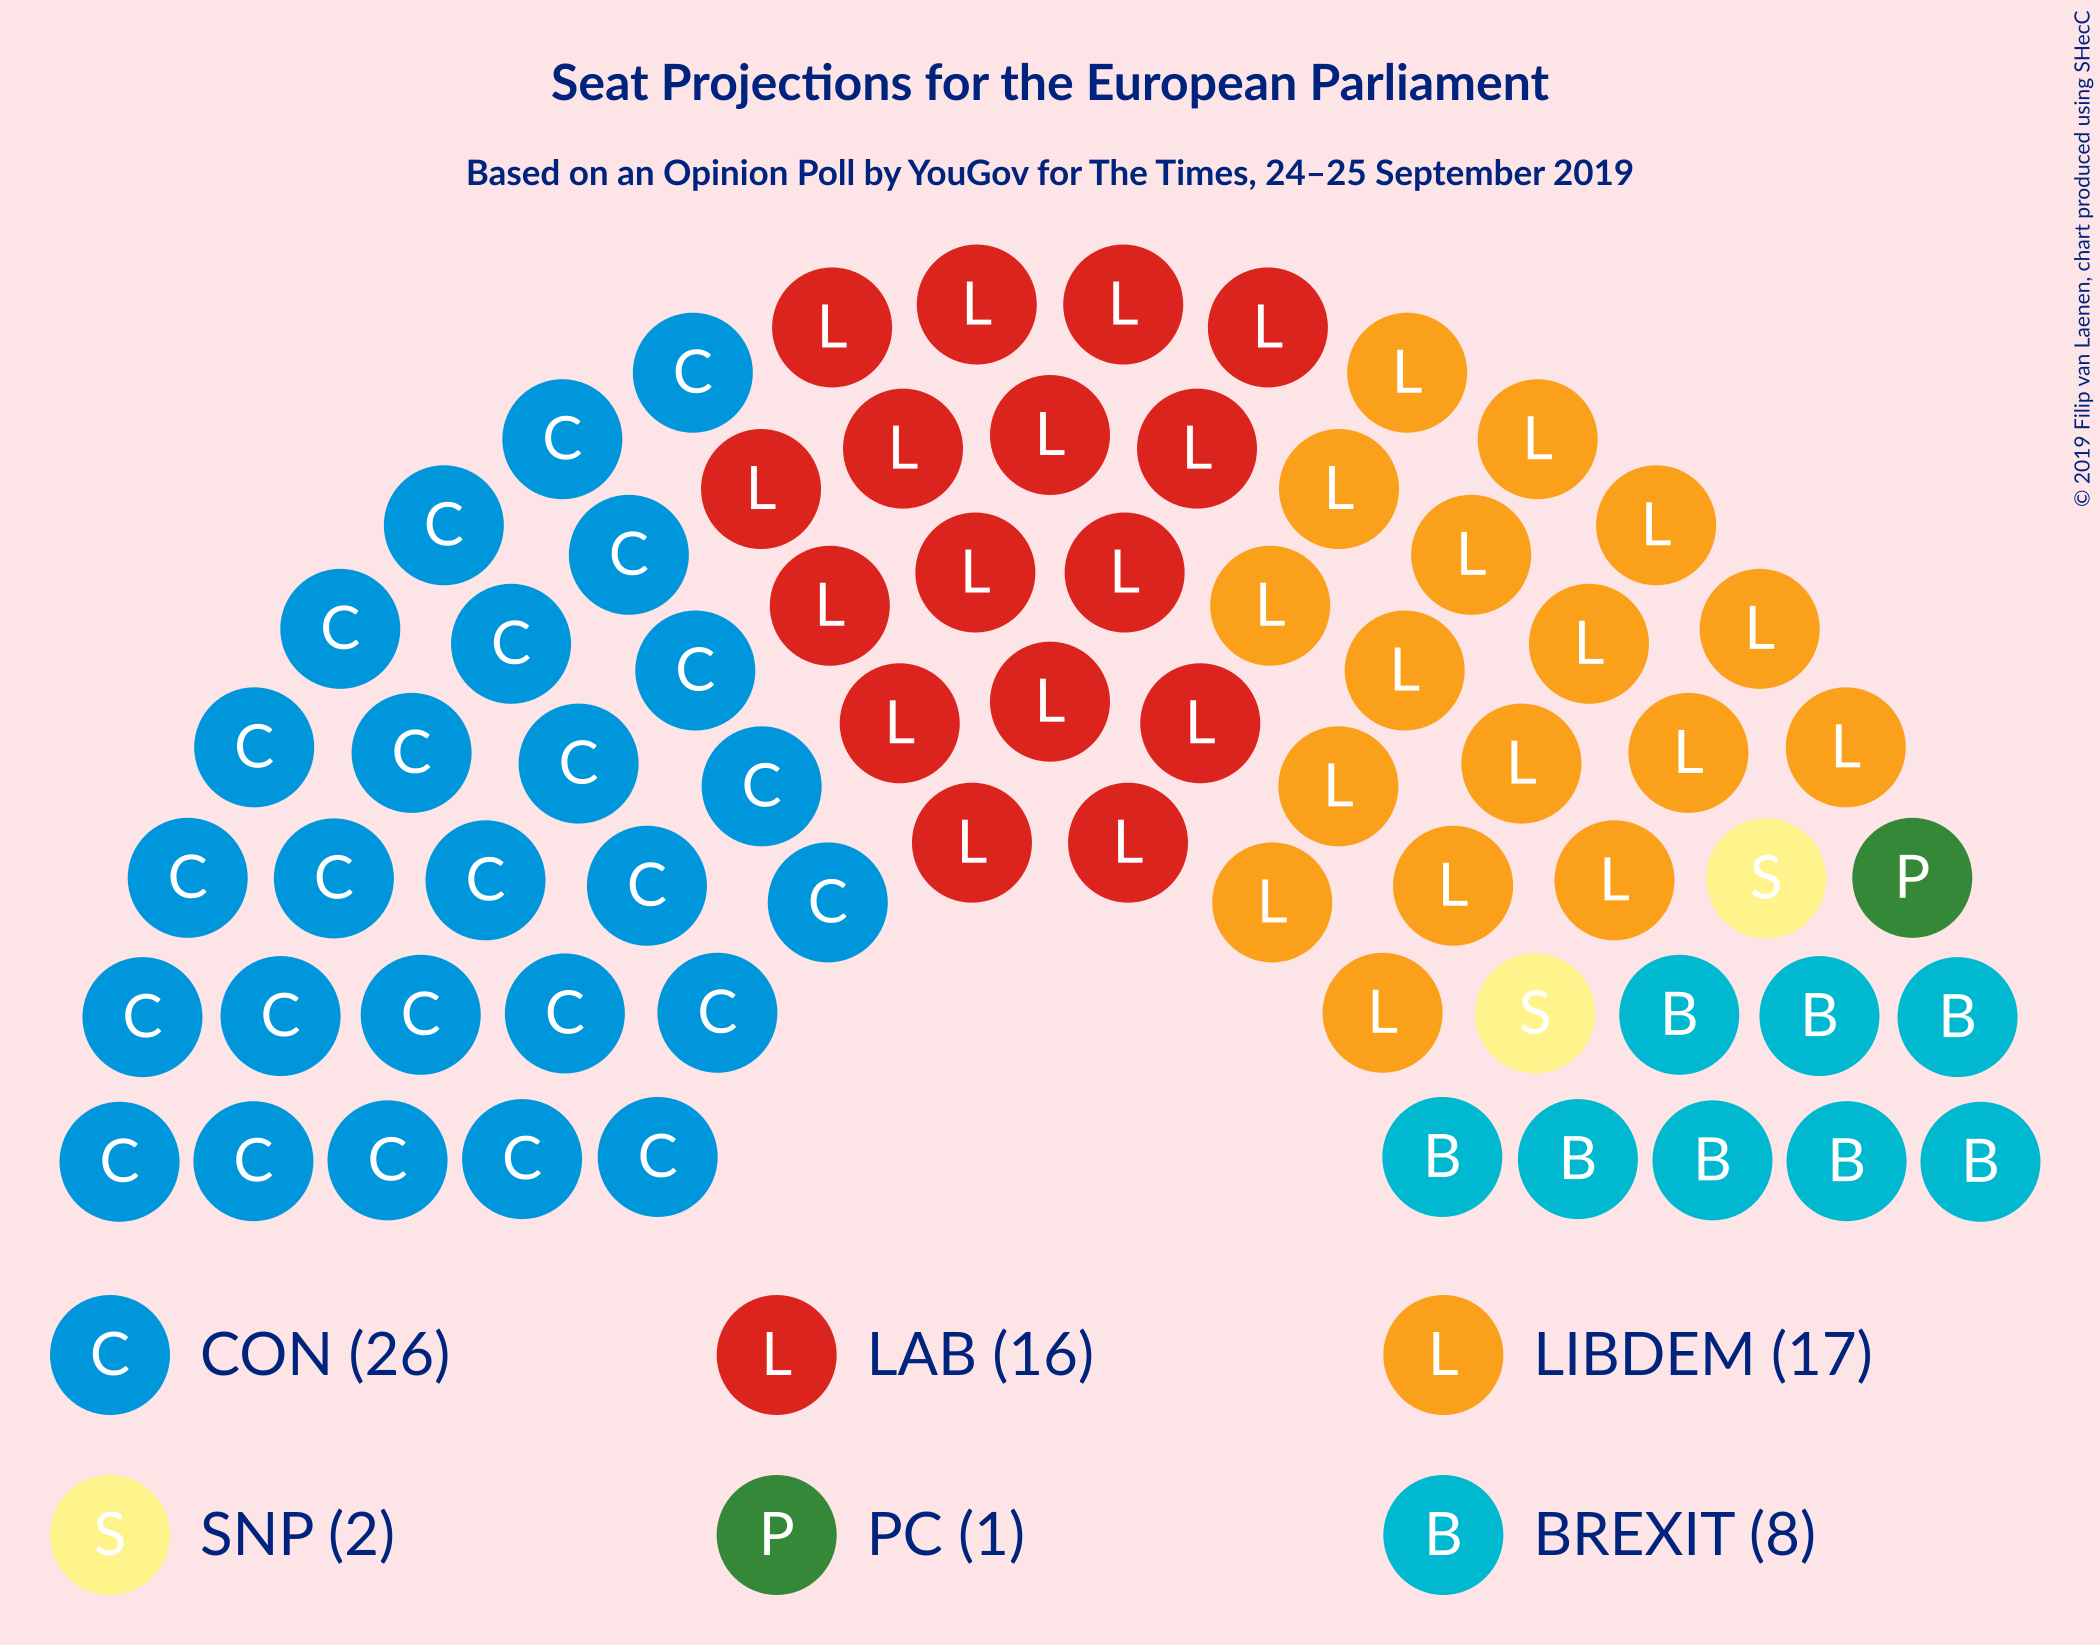 © 2019 Filip van Laenen, chart produced using SHecC
Seat Projections for the European Parliament
Based on an Opinion Poll by YouGov for The Times, 24–25 September 2019
L L
L L
C L
C L L L L
L L
C L
C L L L
C L L L
C C L L
L L L
C C C L L L
C L
L L
C C C C C L L L S P
C C C C C L S B B B
C C C C C B B B B B
C CON (26) L LAB (16) L LIBDEM (17)
S SNP (2) P PC (1) B BREXIT (8)